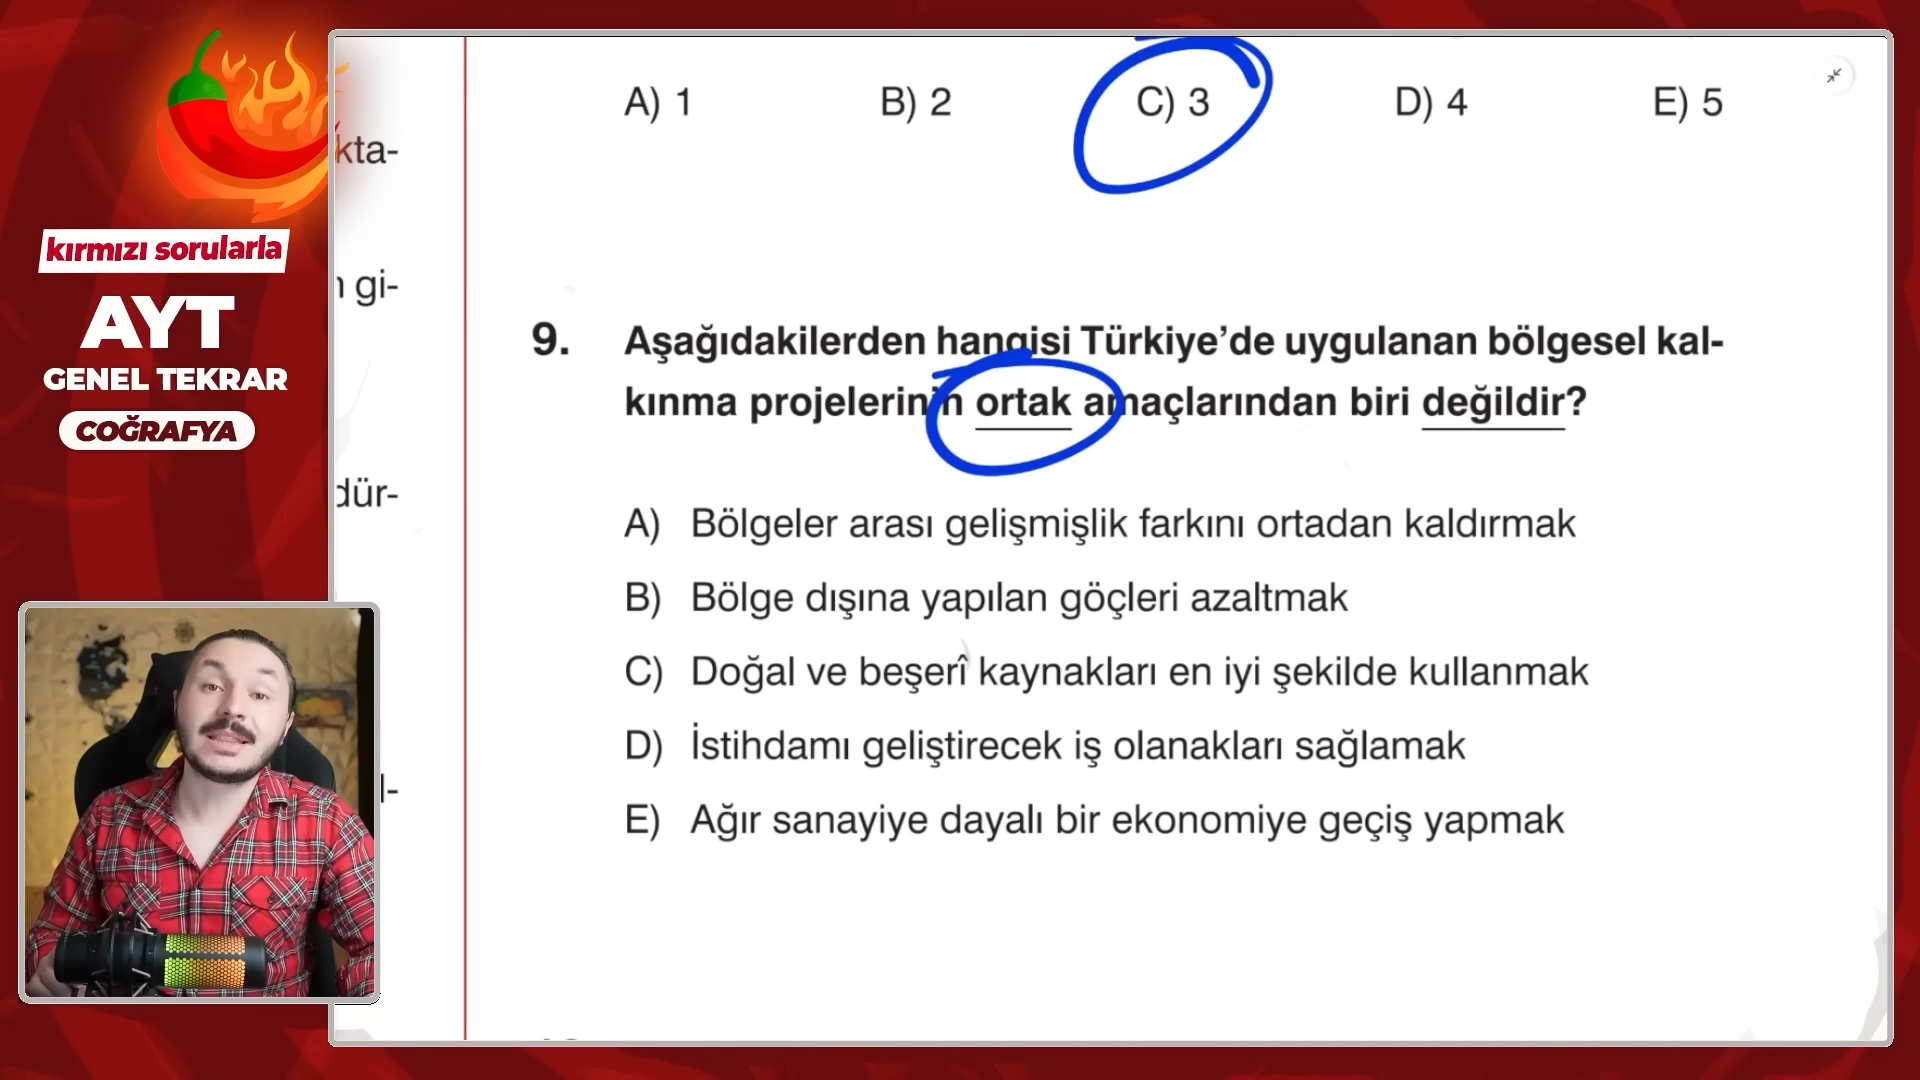 kırmızı sorularla
AYT
GENEL TEKRAR
COĞRAFYA
kta-
gi-
dür-
A) 1 B) 2 C) 3 D) 4 E) 5
9. Aşağıdakilerden hangisi Türkiye’de uygulanan bölgesel kal-
kınma projelerinin ortak amaçlarından biri değildir?
A) Bölgeler arası gelişmişlik farkını ortadan kaldırmak
B) Bölge dışına yapılan göçleri azaltmak
C) Doğal ve beşerî kaynakları en iyi şekilde kullanmak
D) İstihdamı geliştirecek iş olanakları sağlamak
E) Ağır sanayiye dayalı bir ekonomiye geçiş yapmak